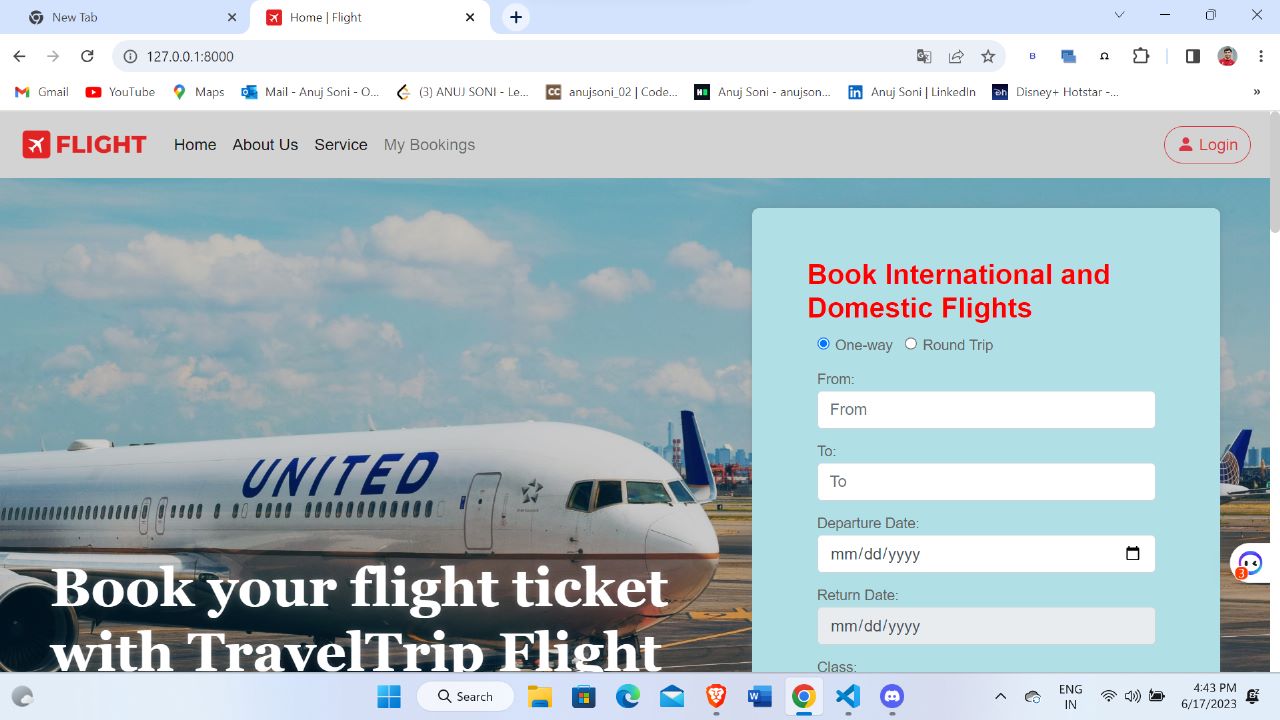 New Tab
Home | Flight
127.0.0.1:8000
B
Gmail
YouTube
Maps
Mail - Anuj Soni - O...
(3) ANUJ SONI - Le...
CC
anujsoni_02 | Code...
Anuj Soni - anujson...
Anuj Soni | LinkedIn
Disney+ Hotstar -...
»
FLIGHT
Home
About Us
Service
My Bookings
Login
Book International and
Domestic Flights
One-way
Round Trip
From:
From
To:
To
Departure Date:
mm/dd/yyyy
Return Date:
mm/dd/yyyy
Class:
UNITED
Book your flight ticket
with TravelTrip Flight
3
Search
ENG
IN
4:43 PM
6/17/2023